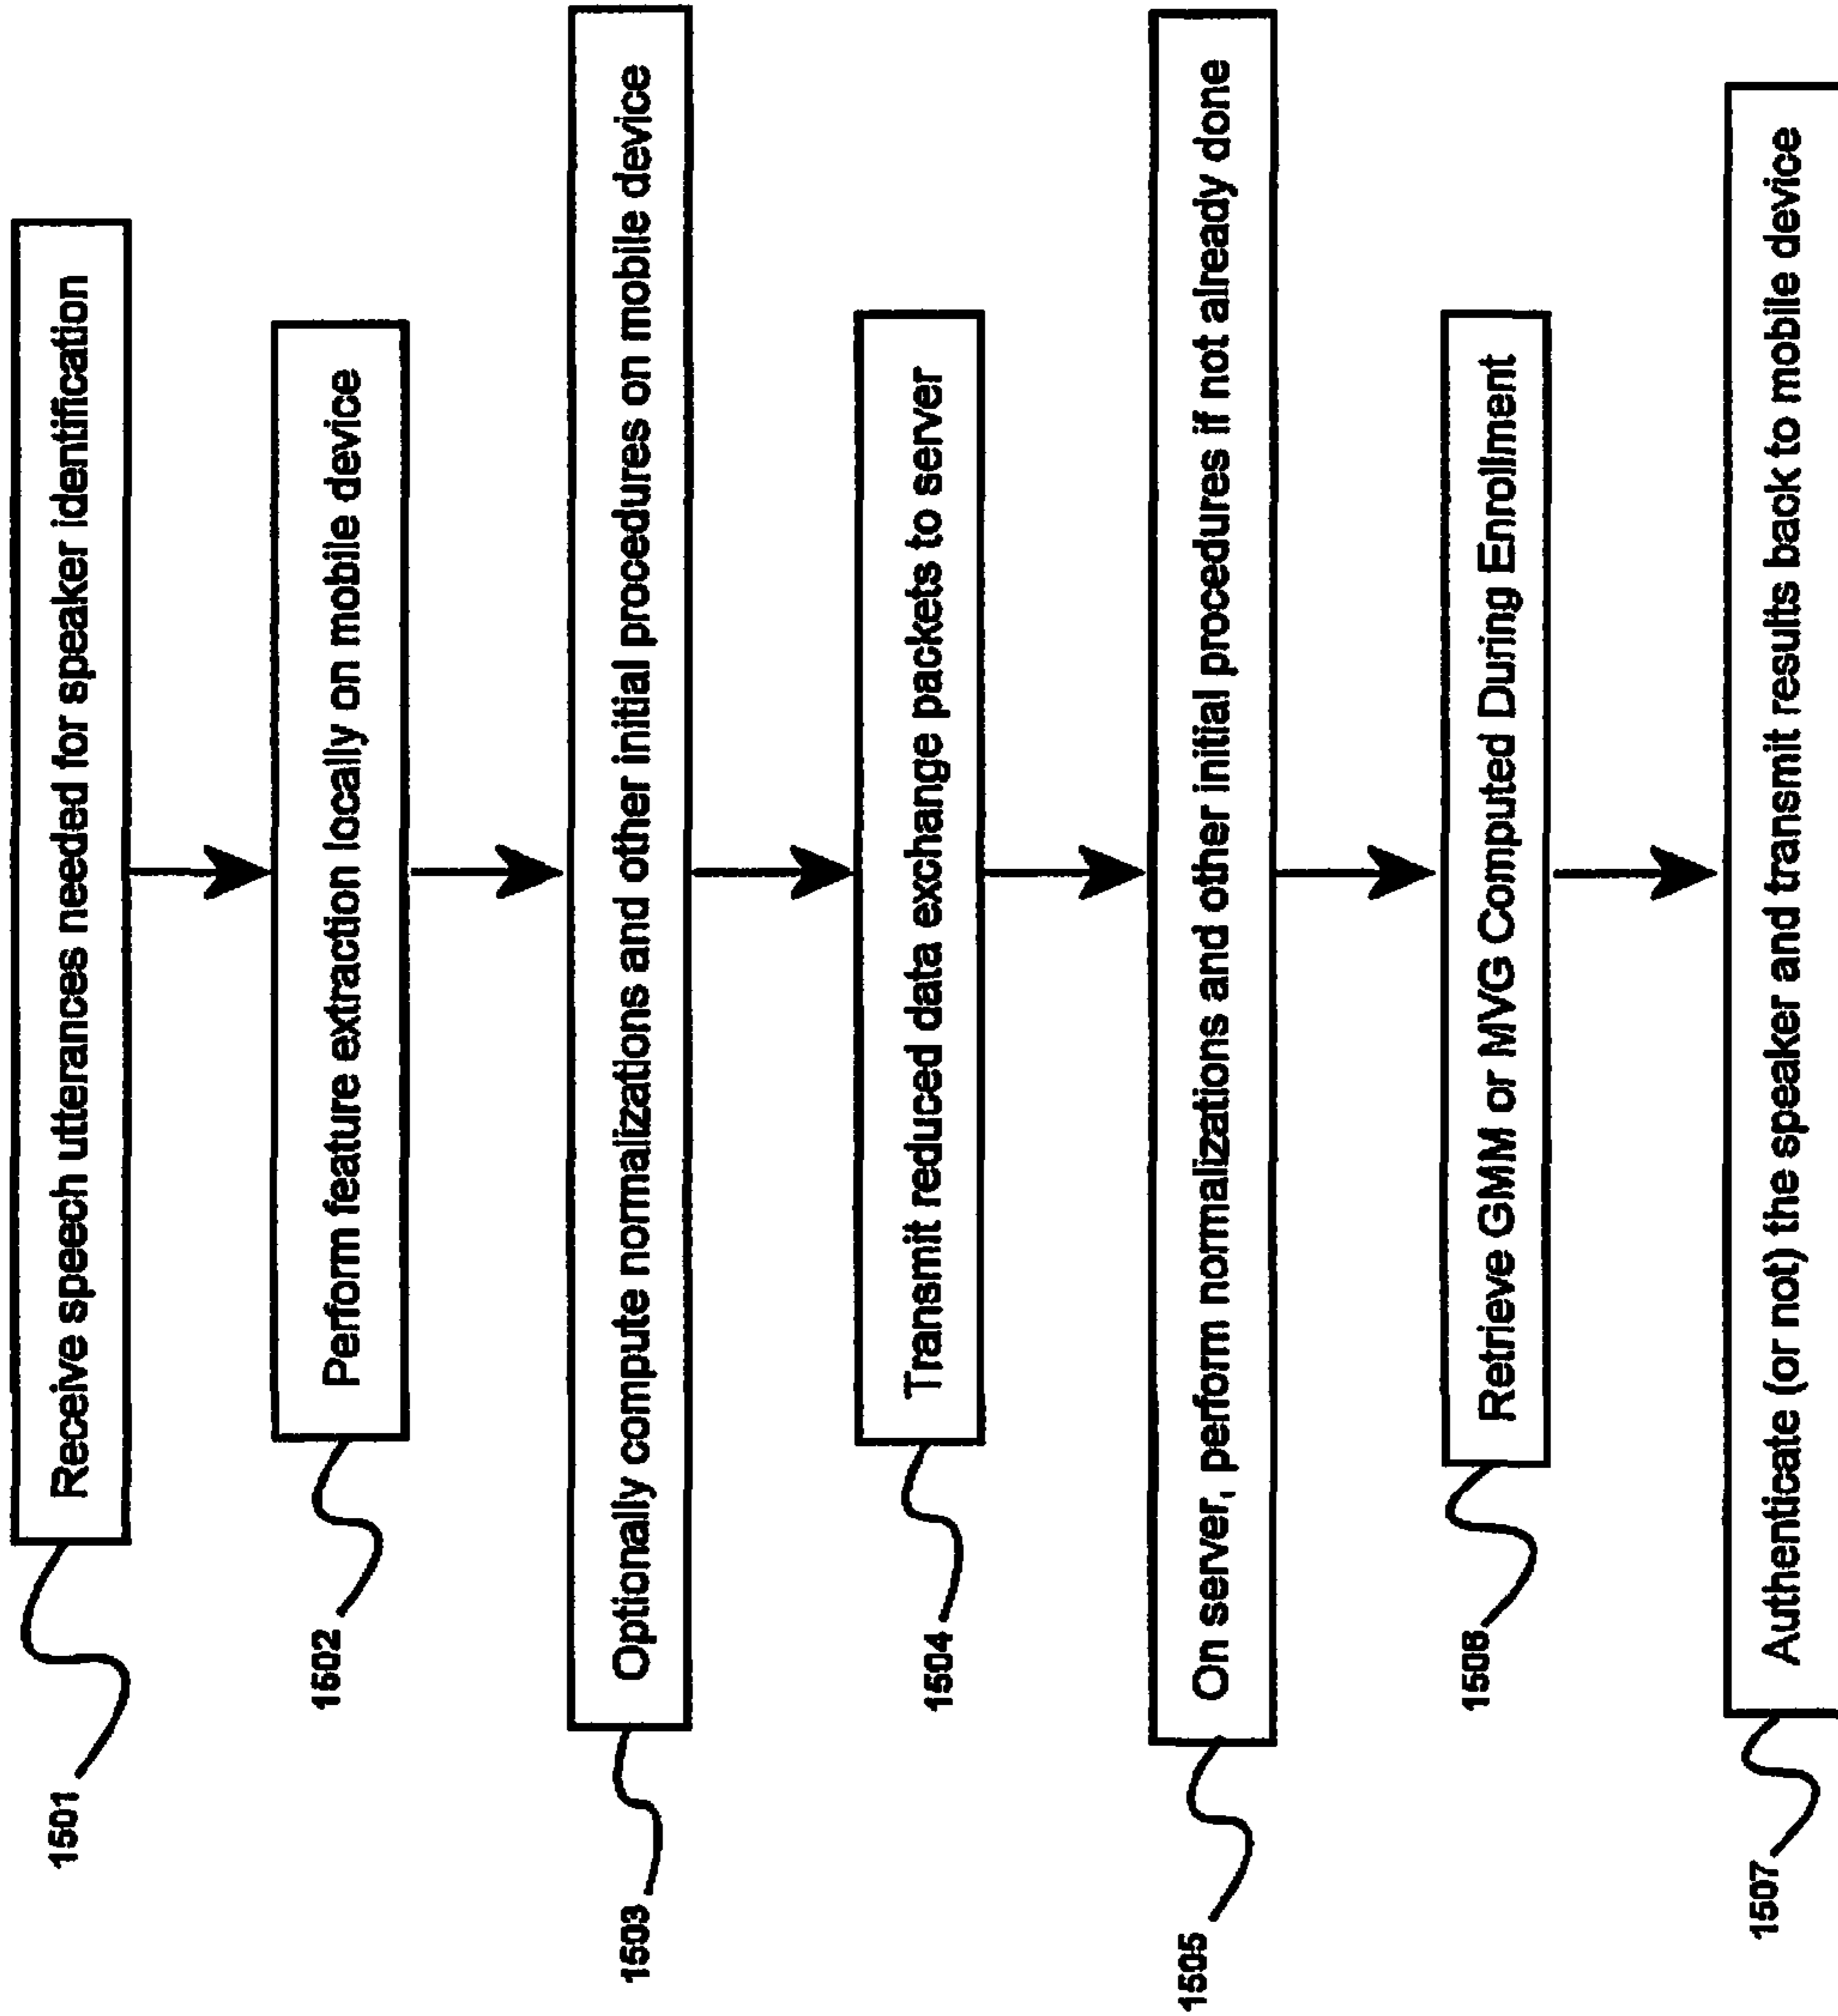 1501
Receive speech utterances needed for speaker identification
1502
Perform feature extraction locally on mobile device
1503
Optionally compute normalizations and other initial procedures on mobile device
1504
Transmit reduced data exchange packets to server
1505
On server, perform normalizations and other initial procedures if not already done
1506
Retrieve GMM or MVG Computed During Enrollment
1507
Authenticate (or not) the speaker and transmit results back to mobile device